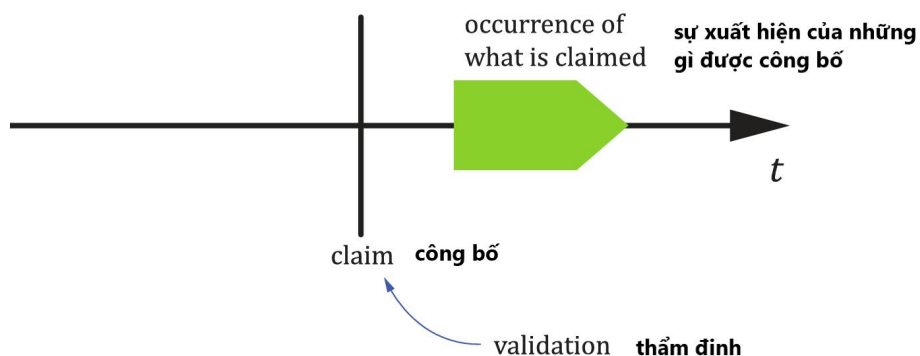 occurrence of
what is claimed
sự xuất hiện của những
gì được công bố
t
claim công bố
validation thẩm định